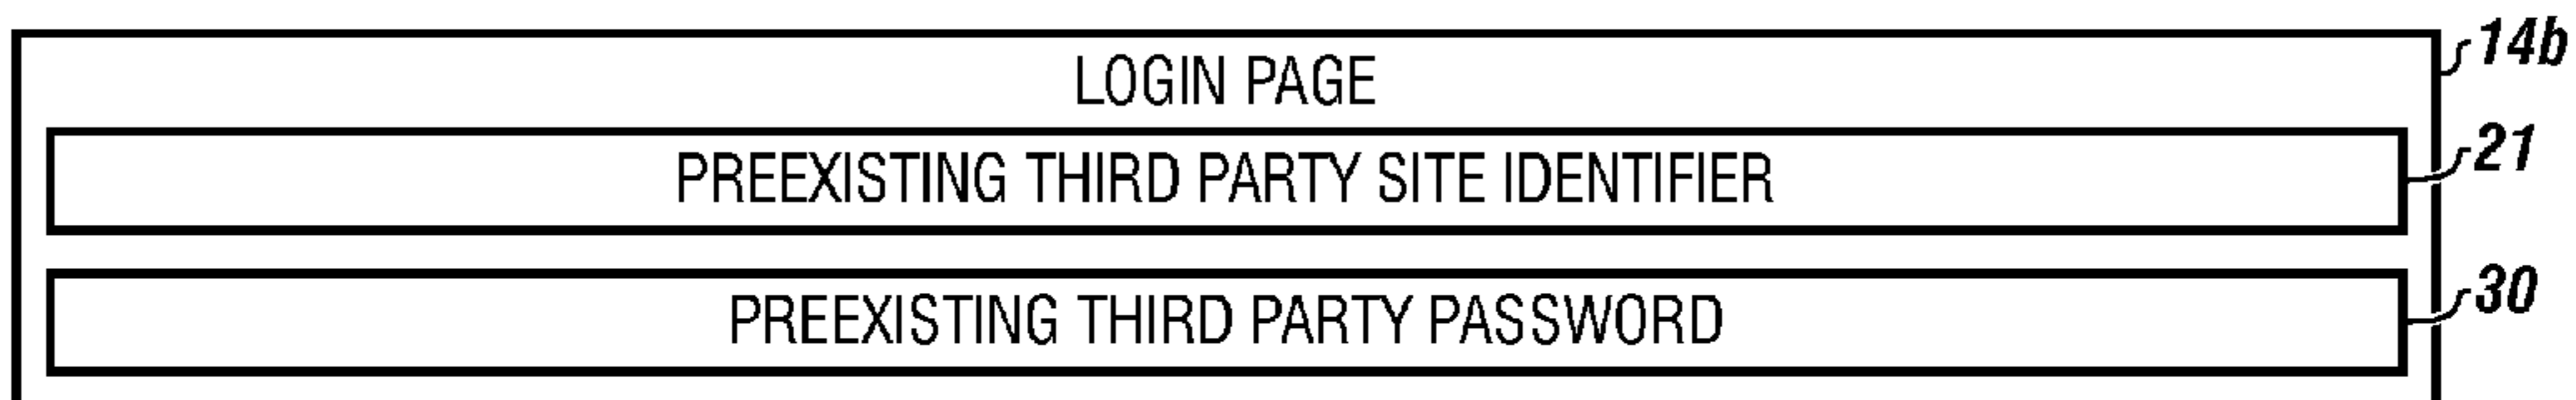 LOGIN PAGE 14b
PREEXISTING THIRD PARTY SITE IDENTIFIER 21
PREEXISTING THIRD PARTY PASSWORD 30